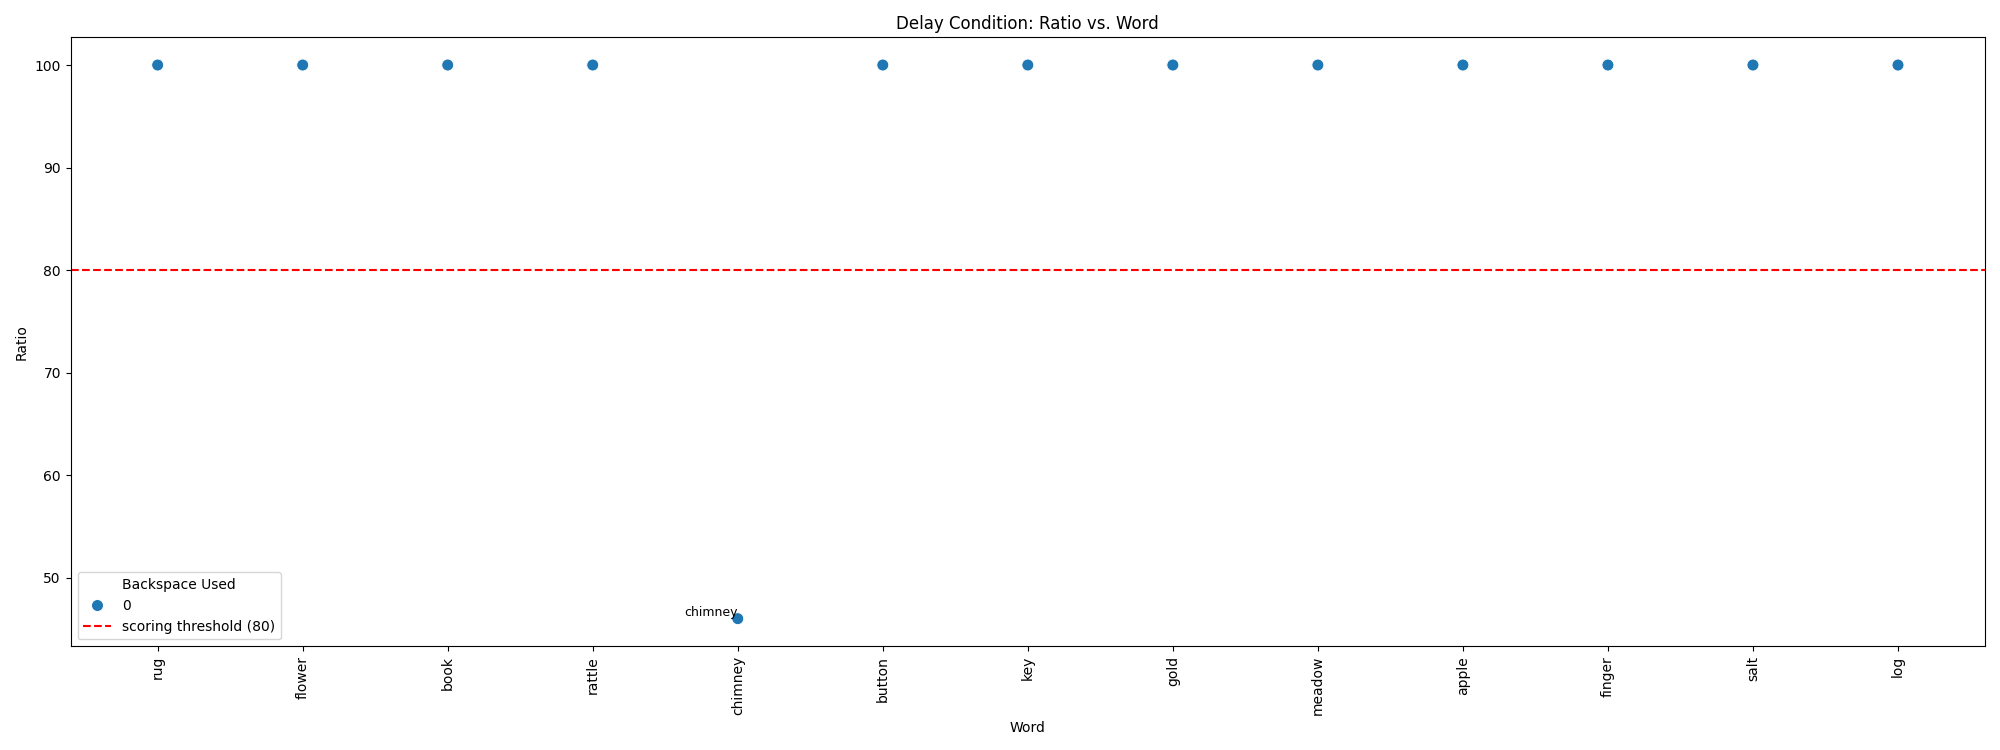 Delay Condition: Ratio vs. Word
100
90
80
70
60
50
Ratio
chimney
Backspace Used
0
scoring threshold (80)
rug
flower
book
rattle
chimney
button
key
gold
meadow
apple
finger
salt
log
Word